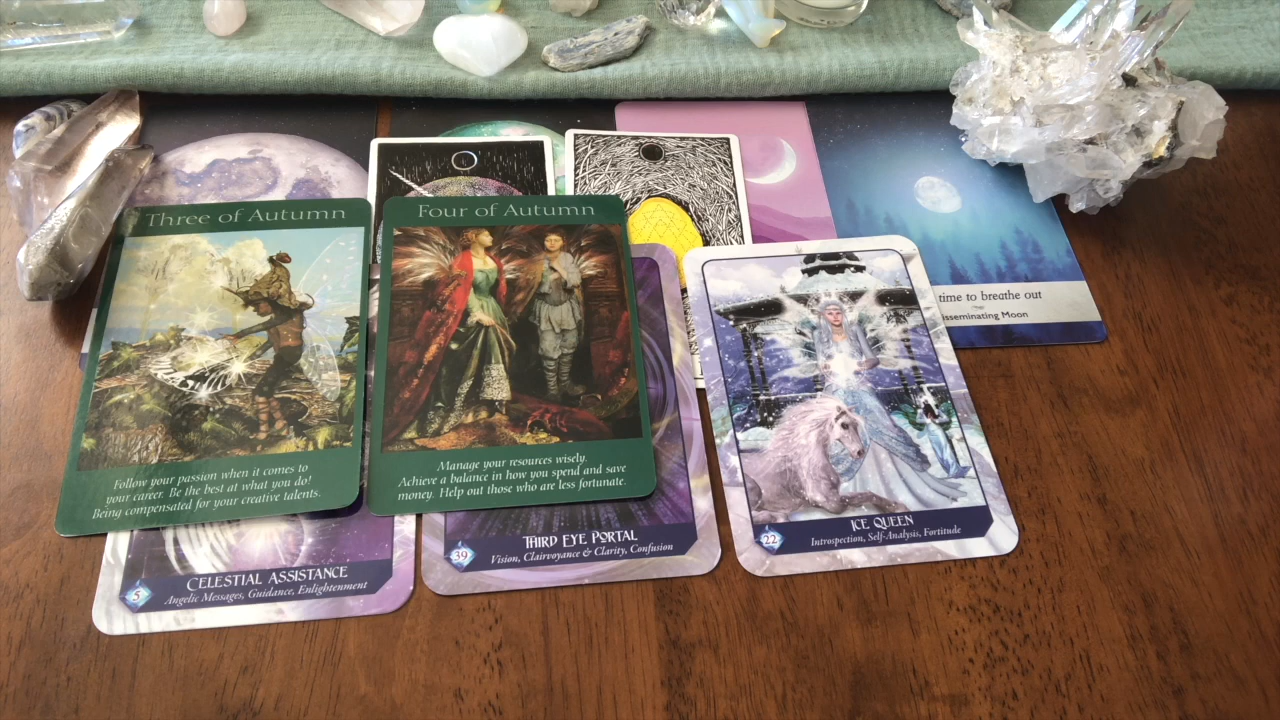 Three of Autumn
Follow your passion when it comes to
your career. Be the best at what you do!
Being compensated for your creative talents.
Four of Autumn
Manage your resources wisely.
Achieve a balance in how you spend and save
money. Help out those who are less fortunate.
time to breathe out
isseminating Moon
5
CELESTIAL ASSISTANCE
Angelic Messages, Guidance, Enlightenment
39
THIRD EYE PORTAL
Vision, Clairvoyance & Clarity, Confusion
22
ICE QUEEN
Introspection, Self-Analysis, Fortitude